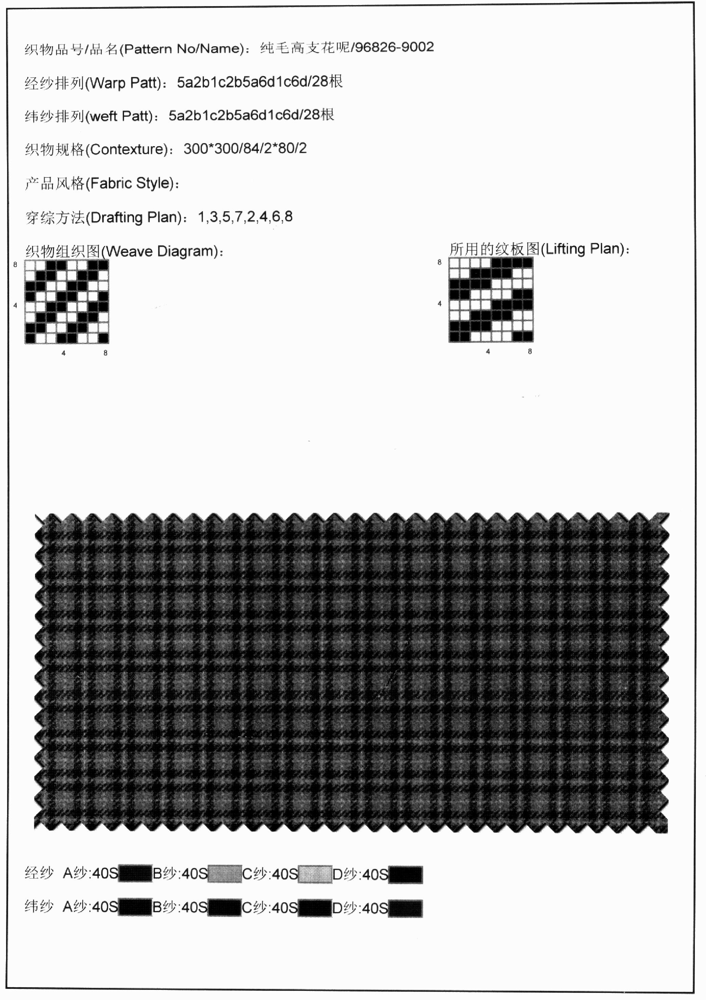 织物品号/品名(Pattern No/Name)：纯毛高支花呢/96826-9002
经纱排列(Warp Patt)：5a2b1c2b5a6d1c6d/28根
纬纱排列(weft Patt)：5a2b1c2b5a6d1c6d/28根
织物规格(Contexture)：300*300/84/2*80/2
产品风格(Fabric Style)：
穿综方法(Drafting Plan)：1,3,5,7,2,4,6,8
织物组织图(Weave Diagram)：
8
4
4 8
所用的纹板图(Lifting Plan)：
8
4
4 8
经纱 A纱:40S B纱:40S C纱:40S D纱:40S
纬纱 A纱:40S B纱:40S C纱:40S D纱:40S